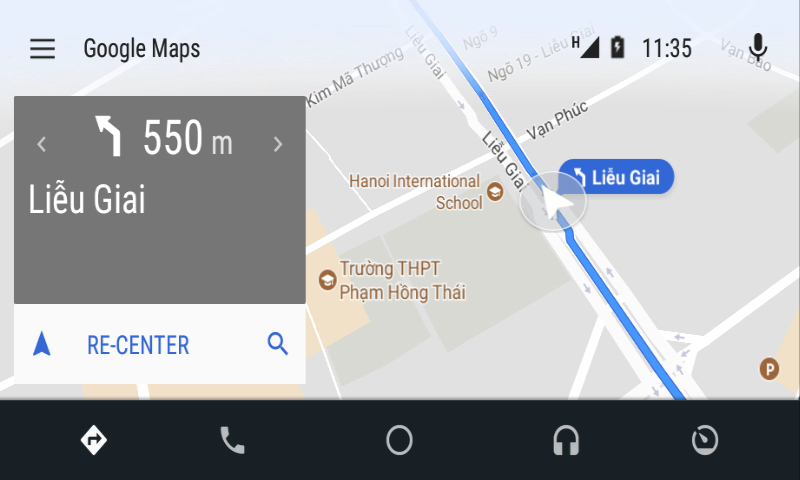 Google Maps
H
11:35
550 m
Liễu Giai
RE-CENTER
Liễu Giai
Ngõ 9
Ngõ 19 - Liễu Giai
Vạn Bảo
Kim Mã Thượng
Vạn Phúc
Liễu Giai
Liễu Giai
Hanoi International
School
Trường THPT
Phạm Hồng Thái
P